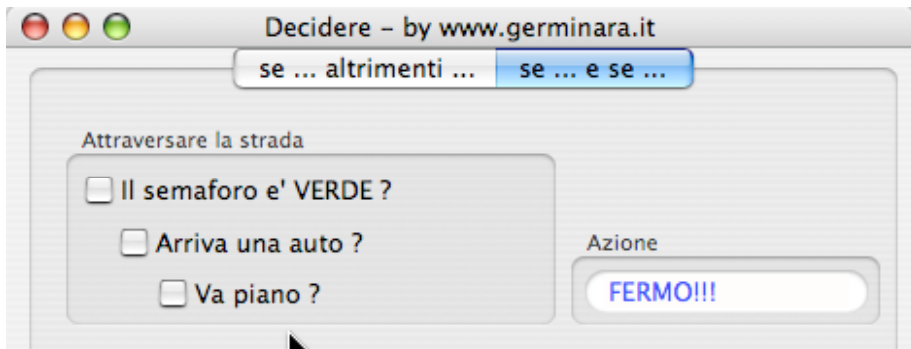 Decidere – by www.germinara.it
se ... altrimenti ... se ... e se ...
Attraversare la strada
Il semaforo e' VERDE ?
Arriva una auto ?
Va piano ?
Azione
FERMO!!!